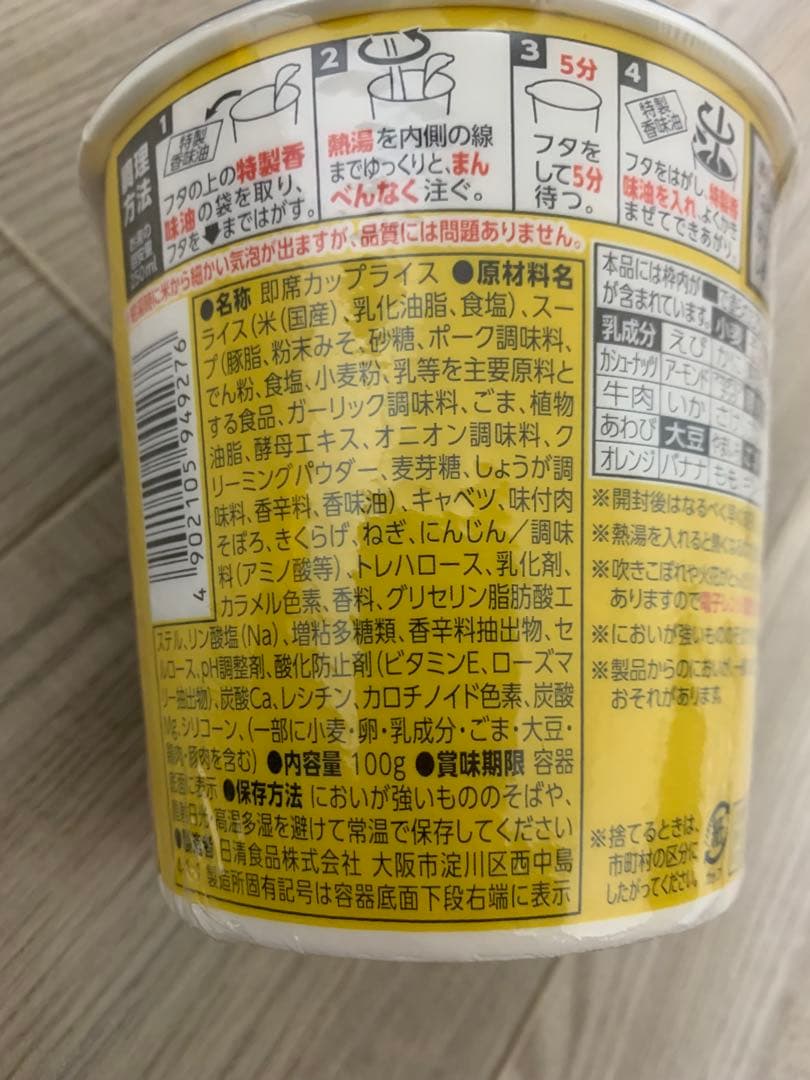 調理方法
1
特製香味油
フタの上の特製香
味油の袋を取り、
フタを▼まではがす。
2
熱湯を内側の線
までゆっくりと、まん
べんなく注ぐ。
3
5分
フタを
して5分
待つ。
4
特製
香味油
フタをはがし、特製香
味油を入れ、よくかき
まぜてできあがり。
に米から細かい気泡が出ますが、品質には問題ありません。
4 902105 949276
●名称 即席カップライス ●原材料名
ライス(米(国産)、乳化油脂、食塩)、スー
プ(豚脂、粉末みそ、砂糖、ポーク調味料、
でん粉、食塩、小麦粉、乳等を主要原料と
する食品、ガーリック調味料、ごま、植物
油脂、酵母エキス、オニオン調味料、ク
リーミングパウダー、麦芽糖、しょうが調
味料、香辛料、香味油)、キャベツ、味付肉
そぼろ、きくらげ、ねぎ、にんじん/調味
料(アミノ酸等)、トレハロース、乳化剤、
カラメル色素、香料、グリセリン脂肪酸エ
ステル、リン酸塩(Na)、増粘多糖類、香辛料抽出物、セ
ルロース、pH調整剤、酸化防止剤(ビタミンE、ローズマ
リー抽出物)、炭酸Ca、レシチン、カロチノイド色素、炭酸
Mg、シリコーン、(一部に小麦・卵・乳成分・ごま・大豆・
鶏肉・豚肉を含む) ●内容量 100g ●賞味期限 容器
底面に表示 ●保存方法 においが強いもののそばや、
直射日光・高温多湿を避けて常温で保存してください
●製造者 日清食品株式会社 大阪市淀川区西中島
製造所固有記号は容器底面下段右端に表示
本品には枠内が■で
が含まれています。 小麦
乳成分 えび
カシューナッツ アーモンド
牛肉 いか
あわび 大豆
オレンジ バナナ もも
※開封後はなるべく
※熱湯を入れると
※吹きこぼれや
ありますので
※においが強いもの
※製品からのにおい
おそれがあります。
※捨てるときは、
市町村の区分に
したがってください。